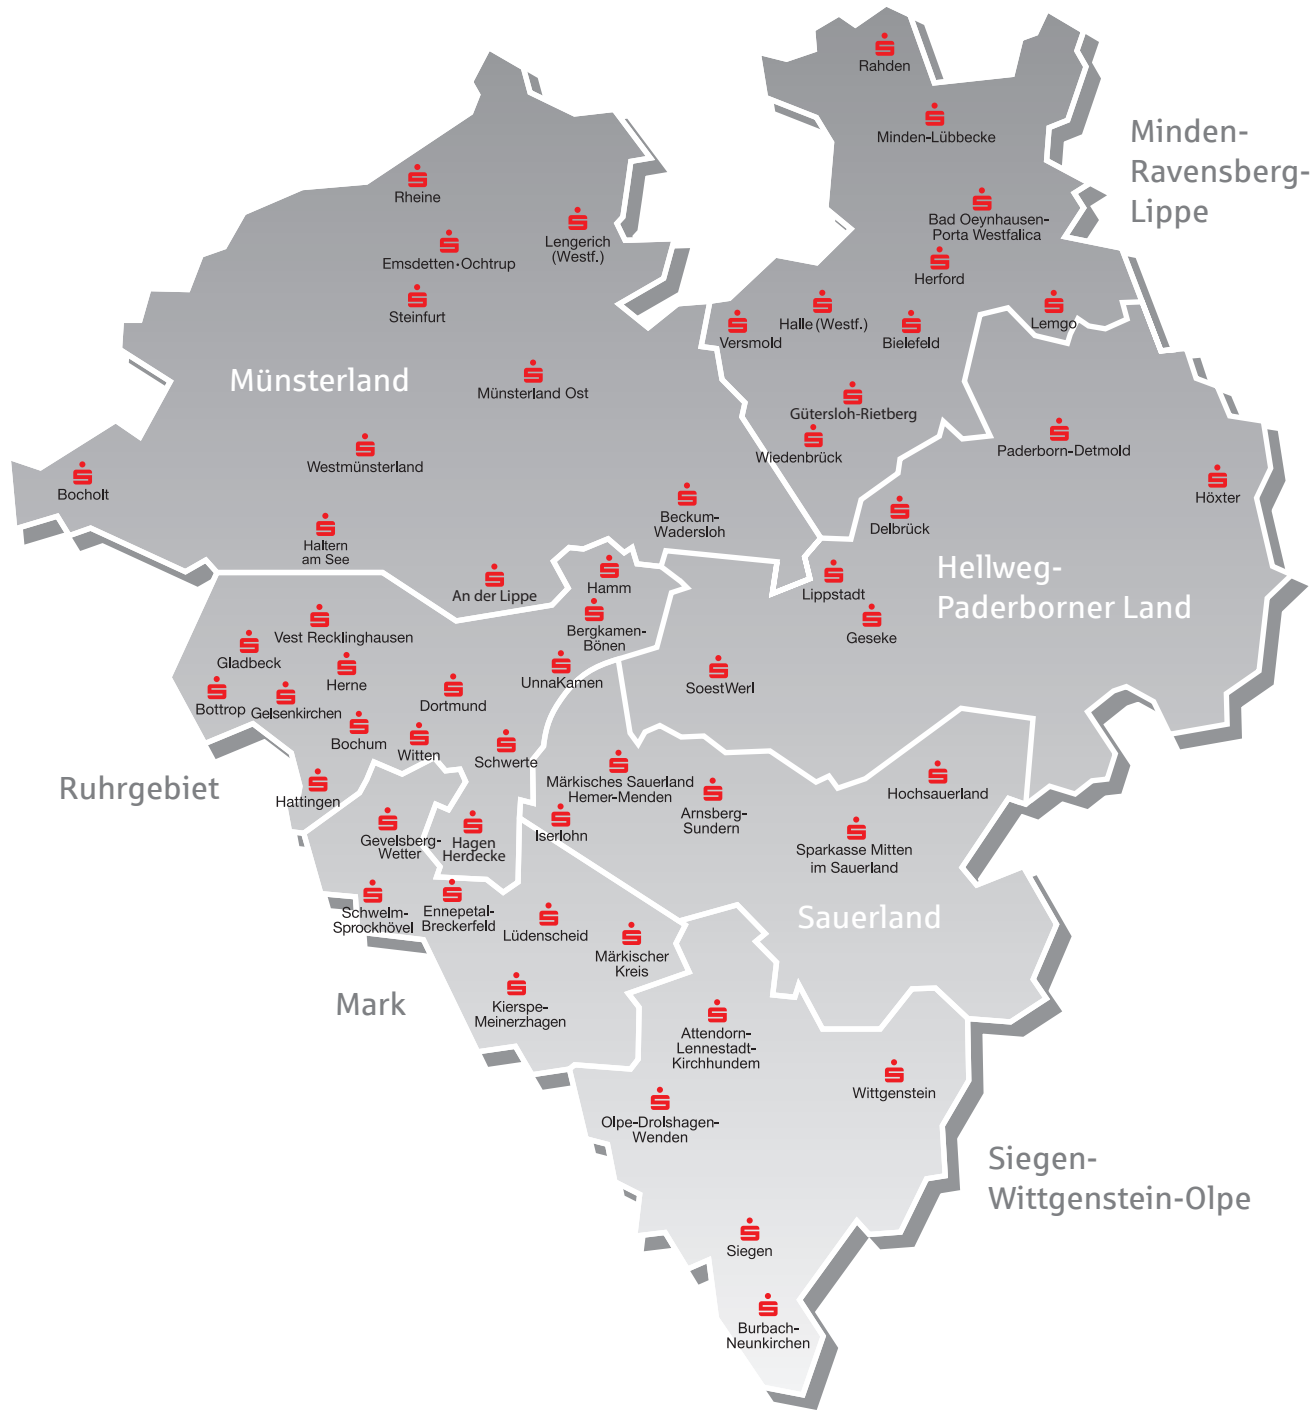 Rahden
Minden-Lübbecke
Minden-
Ravensberg-
Lippe
Rheine
Lengerich
(Westf.)
Bad Oeynhausen-
Porta Westfalica
Emsdetten·Ochtrup
Herford
Steinfurt
Versmold
Halle (Westf.)
Bielefeld
Lemgo
Münsterland
Münsterland Ost
Gütersloh-Rietberg
Wiedenbrück
Paderborn-Detmold
Westmünsterland
Bocholt
Höxter
Beckum-
Wadersloh
Delbrück
Haltern
am See
Hellweg-
Paderborner Land
An der Lippe
Hamm
Lippstadt
Geseke
Bergkamen-
Bönen
Vest Recklinghausen
Gladbeck
Herne
UnnaKamen
SoestWerl
Bottrop
Gelsenkirchen
Dortmund
Bochum
Witten
Schwerte
Ruhrgebiet
Hattingen
Märkisches Sauerland
Hemer-Menden
Arnsberg-
Sundern
Hochsauerland
Iserlohn
Gevelsberg-
Wetter
Hagen
Herdecke
Sparkasse Mitten
im Sauerland
Schwelm-
Sprockhövel
Ennepetal-
Breckerfeld
Lüdenscheid
Sauerland
Märkischer
Kreis
Mark
Kierspe-
Meinerzhagen
Attendorn-
Lennestadt-
Kirchhundem
Wittgenstein
Olpe-Drolshagen-
Wenden
Siegen-
Wittgenstein-Olpe
Siegen
Burbach-
Neunkirchen